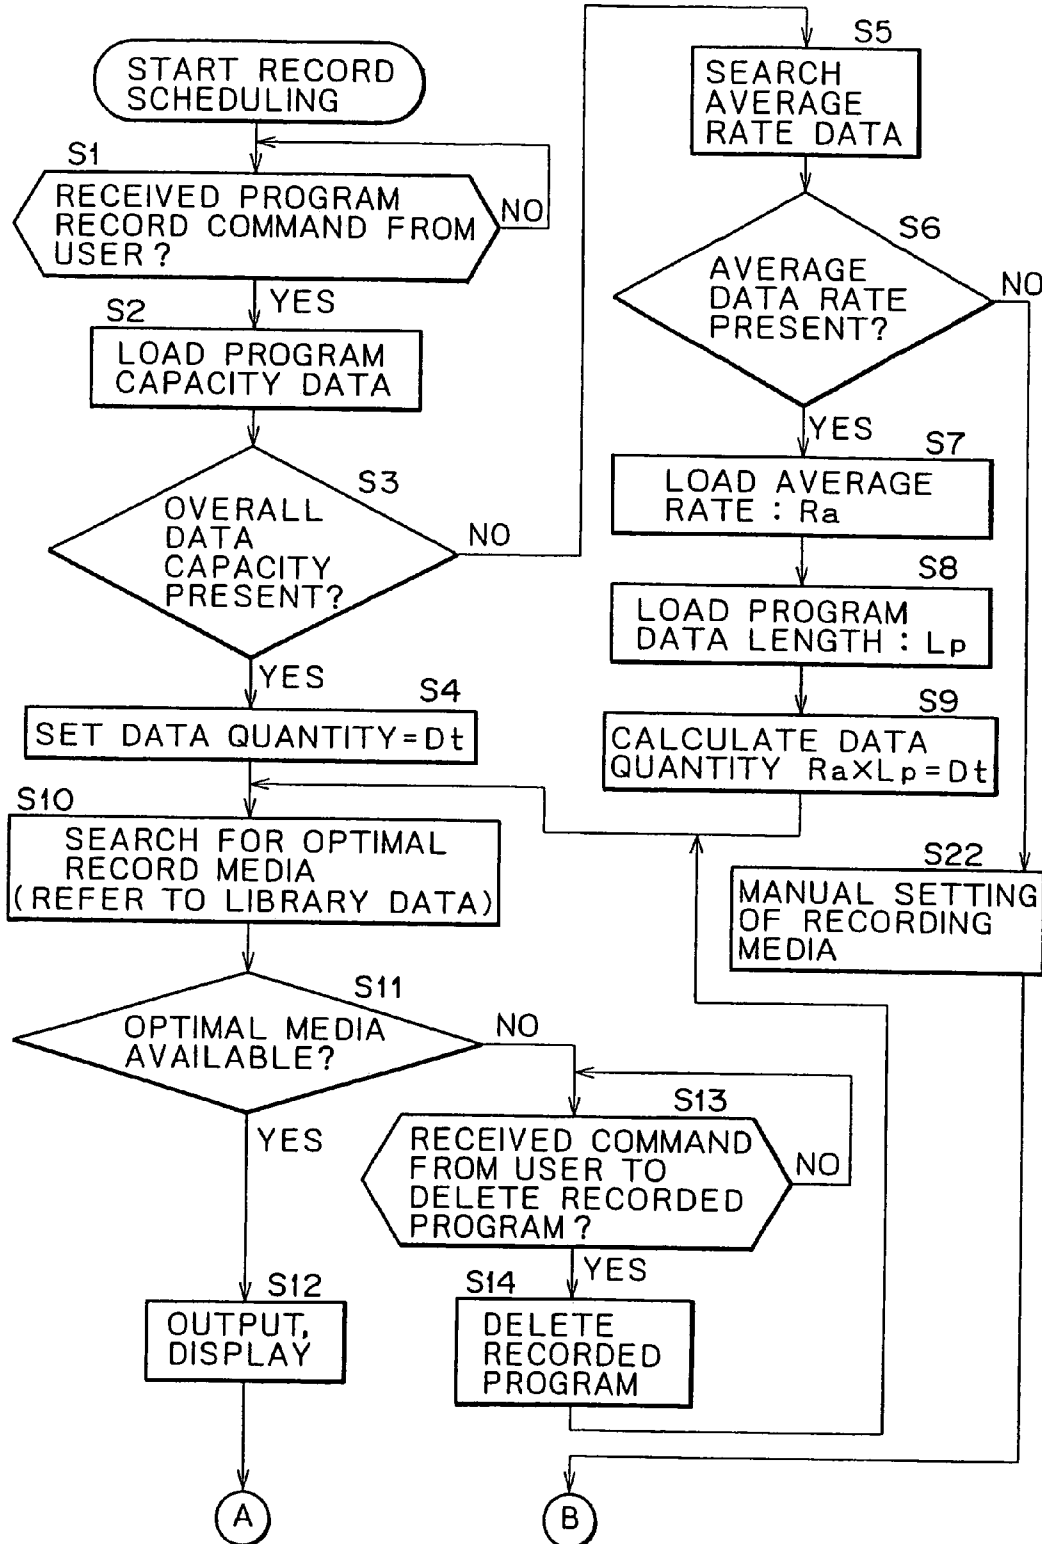 START RECORD
SCHEDULING
S1
RECEIVED PROGRAM
RECORD COMMAND FROM
USER?
NO
YES
S2
LOAD PROGRAM
CAPACITY DATA
S3
OVERALL
DATA
CAPACITY
PRESENT?
NO
YES
S4
SET DATA QUANTITY=Dt
S5
SEARCH
AVERAGE
RATE DATA
S6
AVERAGE
DATA RATE
PRESENT?
NO
YES
S7
LOAD AVERAGE
RATE : Ra
S8
LOAD PROGRAM
DATA LENGTH : Lp
S9
CALCULATE DATA
QUANTITY Ra×Lp=Dt
S10
SEARCH FOR OPTIMAL
RECORD MEDIA
(REFER TO LIBRARY DATA)
S22
MANUAL SETTING
OF RECORDING
MEDIA
S11
OPTIMAL MEDIA
AVAILABLE?
NO
YES
S13
RECEIVED COMMAND
FROM USER TO
DELETE RECORDED
PROGRAM?
NO
YES
S12
OUTPUT,
DISPLAY
S14
DELETE
RECORDED
PROGRAM
A
B